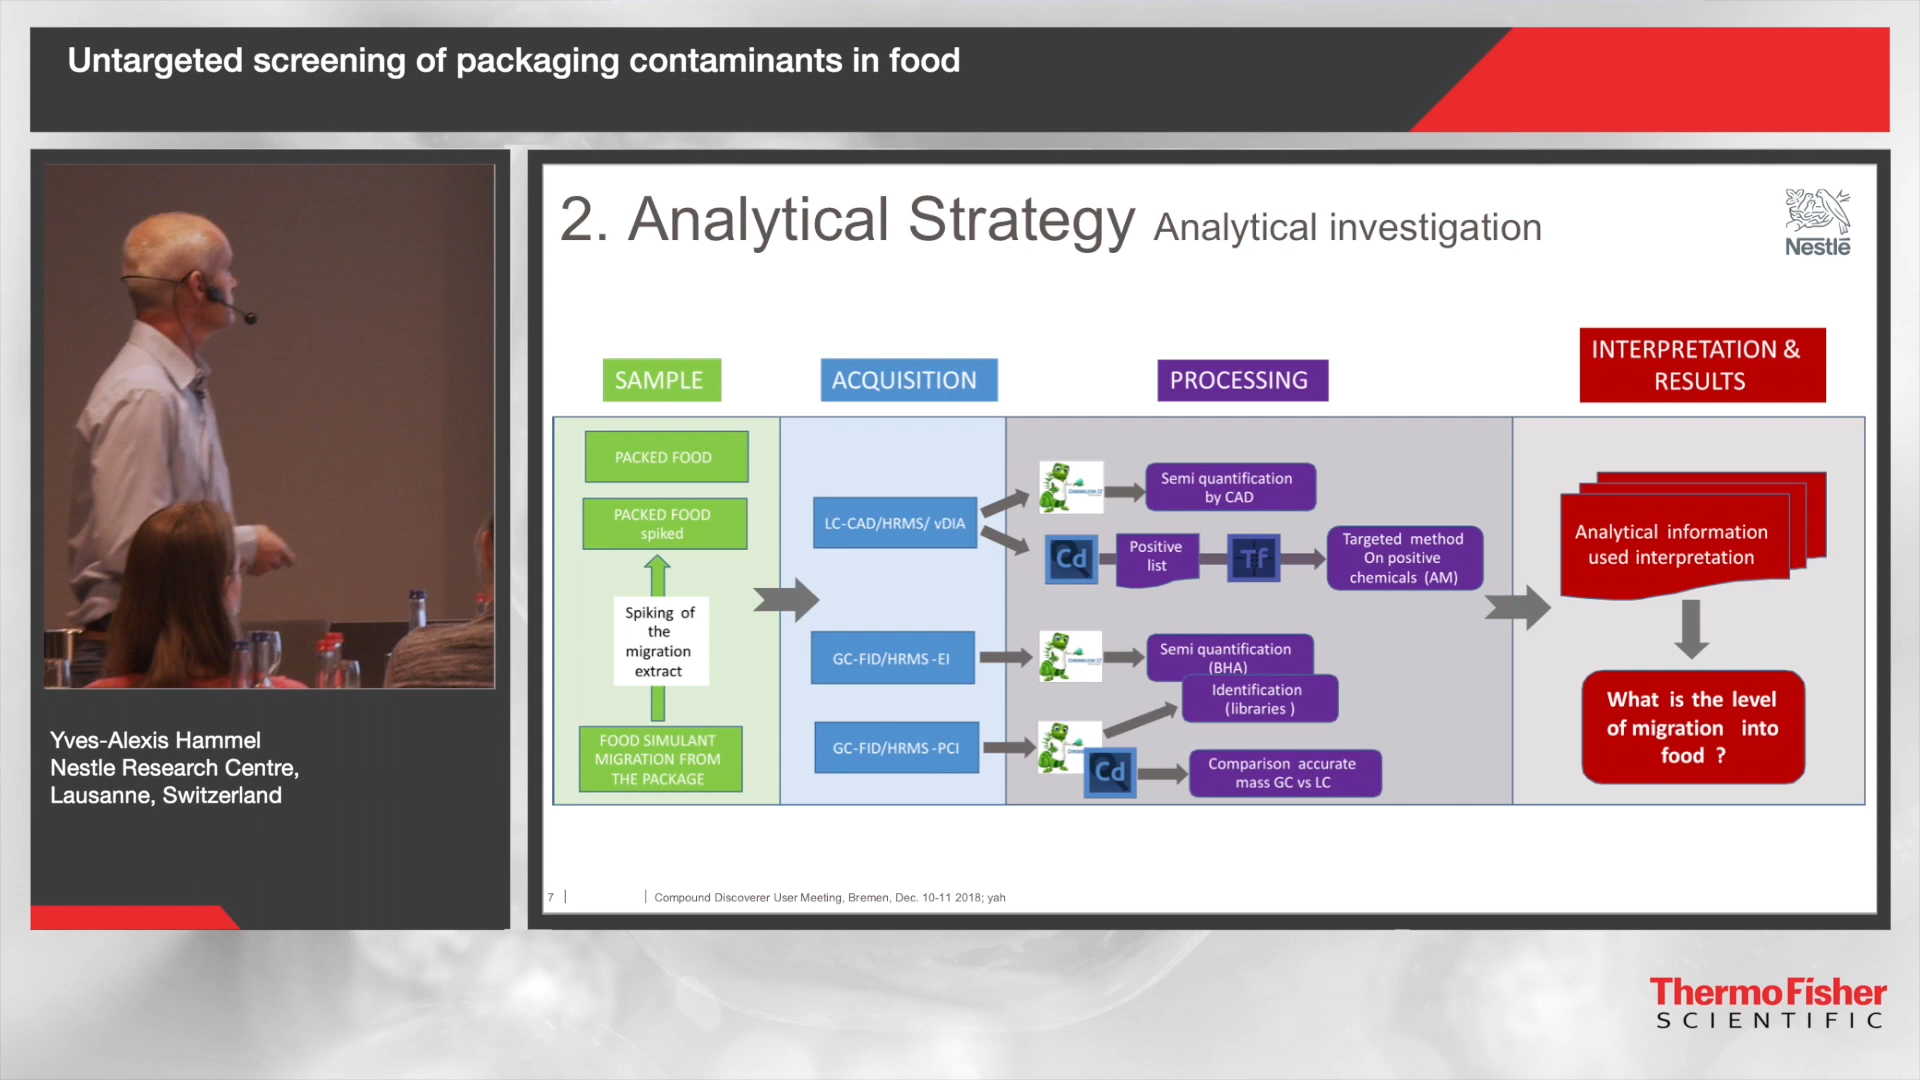 Untargeted screening of packaging contaminants in food
Yves-Alexis Hammel
Nestle Research Centre,
Lausanne, Switzerland
2. Analytical Strategy Analytical investigation
Nestlē
SAMPLE
ACQUISITION
PROCESSING
INTERPRETATION &
RESULTS
PACKED FOOD
PACKED FOOD
spiked
Spiking of
the
migration
extract
FOOD SIMULANT
MIGRATION FROM
THE PACKAGE
LC-CAD/HRMS/ vDIA
GC-FID/HRMS -EI
GC-FID/HRMS -PCI
Semi quantification
by CAD
Cd
Positive
list
Tf
Targeted method
On positive
chemicals (AM)
Semi quantification
(BHA)
Identification
(libraries )
Cd
Comparison accurate
mass GC vs LC
Analytical information
used interpretation
What is the level
of migration into
food ?
7
Compound Discoverer User Meeting, Bremen, Dec. 10-11 2018; yah
ThermoFisher
SCIENTIFIC